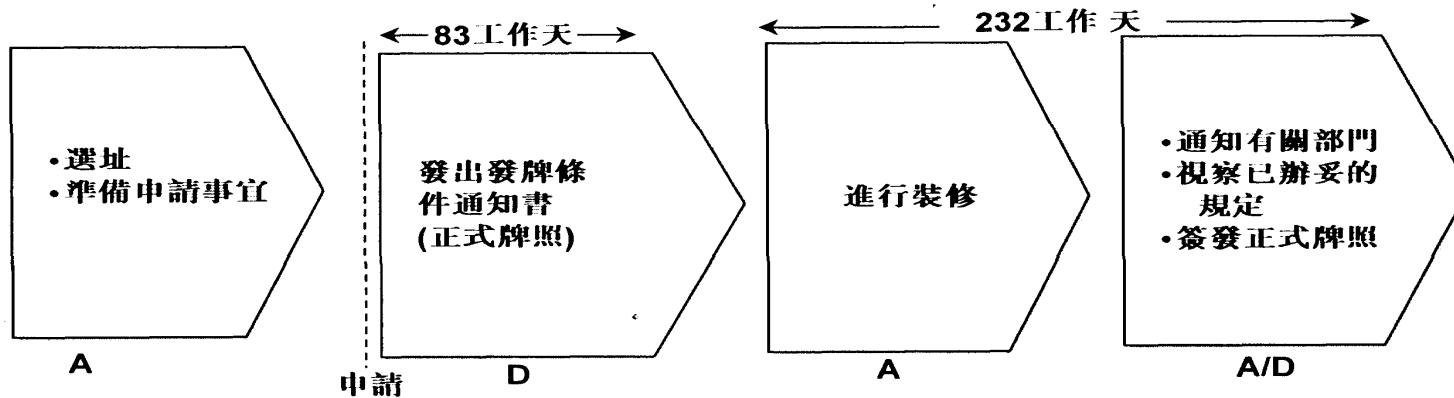 83工作天
232工作 天
•選址
•準備申請事宜
發出發牌條
件通知書
(正式牌照)
進行裝修
•通知有關部門
•視察已辦妥的
規定
•簽發正式牌照
A
申請
D
A
A/D